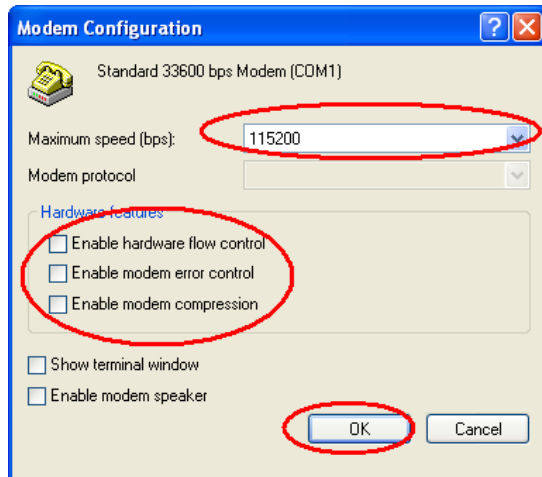 Modem Configuration
Standard 33600 bps Modem (COM1)
Maximum speed (bps): 115200
Modem protocol
Hardware features
Enable hardware flow control
Enable modem error control
Enable modem compression
Show terminal window
Enable modem speaker
OK Cancel